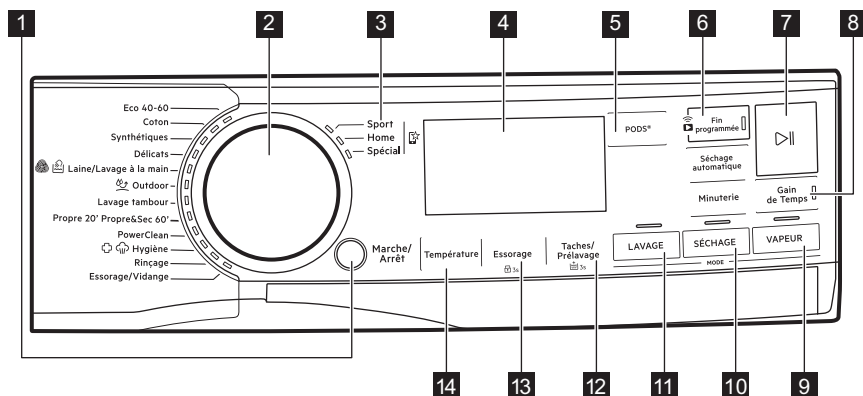 1
2
3
4
5
6
7
8
Eco 40-60
Coton
Synthétiques
Délicats
Laine/Lavage à la main
Outdoor
Lavage tambour
Propre 20' Propre&Sec 60'
PowerClean
Hygiène
Rinçage
Essorage/Vidange
Sport
Home
Spécial
Marche/
Arrêt
Température
Essorage
3s
Taches/
Prélavage
3s
PODS®
Fin
programmée
Séchage
automatique
Minuterie
Gain
de Temps
LAVAGE
SÉCHAGE
VAPEUR
MODE
14
13
12
11
10
9